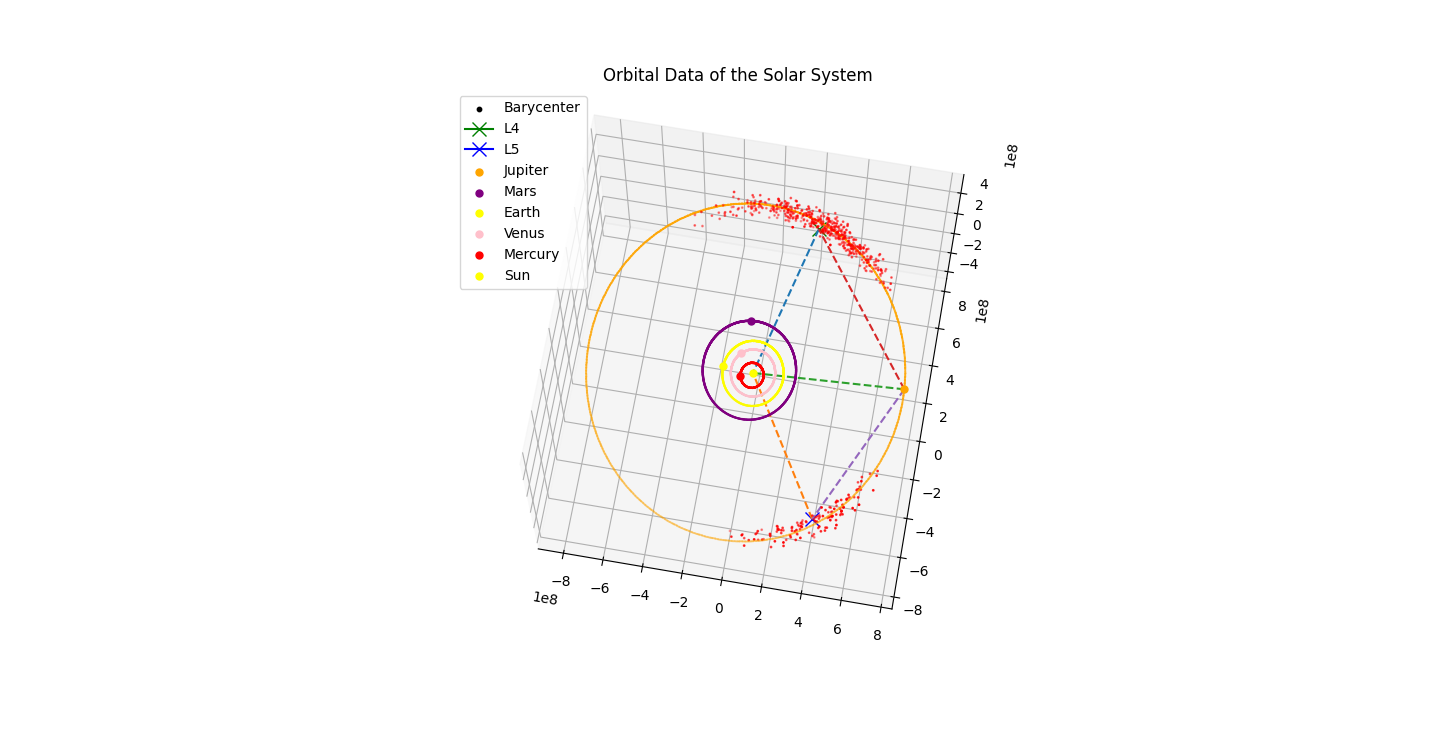 Orbital Data of the Solar System
Barycenter
L4
L5
Jupiter
Mars
Earth
Venus
Mercury
Sun
1e8
4
2
0
−2
−4
1e8
8
6
4
2
0
−2
−4
−6
−8
−8 −6 −4 −2 0 2 4 6 8
1e8